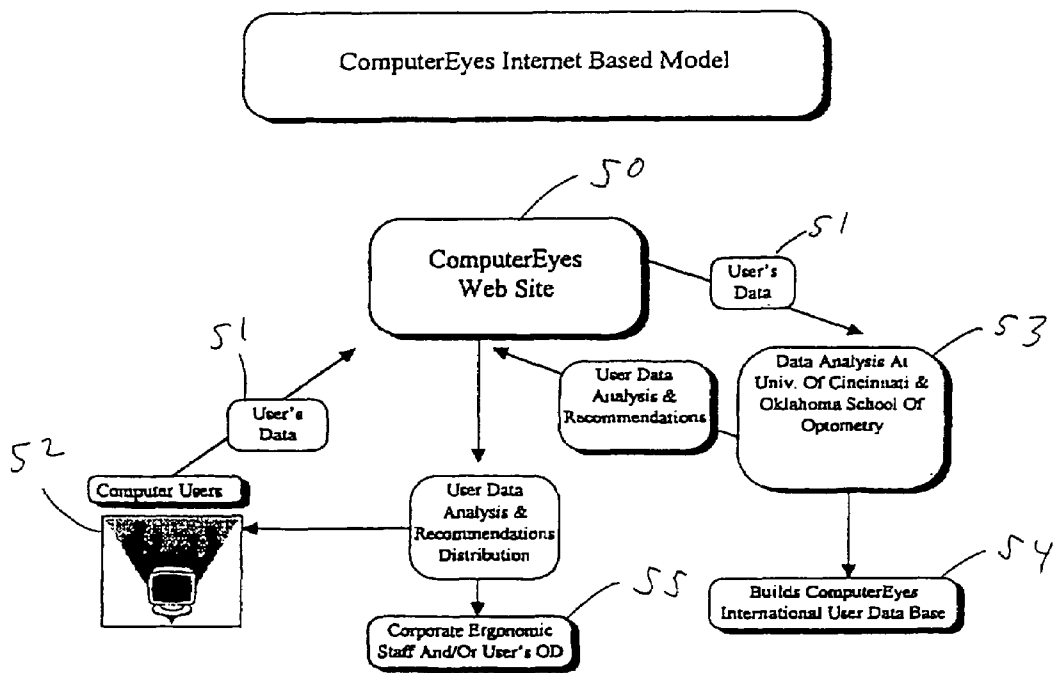 ComputerEyes Internet Based Model
50
ComputerEyes
Web Site
51
User's
Data
53
Data Analysis At
Univ. Of Cincinnati &
Oklahoma School Of
Optometry
User Data
Analysis &
Recommendations
51
User's
Data
52
Computer Users
User Data
Analysis &
Recommendations
Distribution
54
Builds ComputerEyes
International User Data Base
55
Corporate Ergonomic
Staff And/Or User's OD